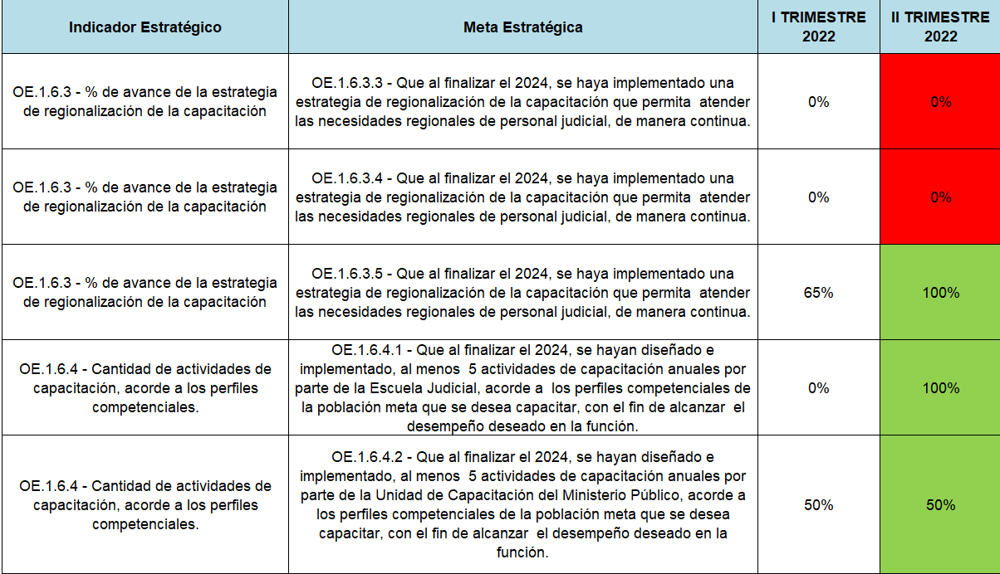 Indicador Estratégico
Meta Estratégica
I TRIMESTRE
2022
II TRIMESTRE
2022
OE.1.6.3 - % de avance de la estrategia
de regionalización de la capacitación
OE.1.6.3.3 - Que al finalizar el 2024, se haya implementado una
estrategia de regionalización de la capacitación que permita  atender
las necesidades regionales de personal judicial, de manera continua.
0%
0%
OE.1.6.3 - % de avance de la estrategia
de regionalización de la capacitación
OE.1.6.3.4 - Que al finalizar el 2024, se haya implementado una
estrategia de regionalización de la capacitación que permita  atender
las necesidades regionales de personal judicial, de manera continua.
0%
0%
OE.1.6.3 - % de avance de la estrategia
de regionalización de la capacitación
OE.1.6.3.5 - Que al finalizar el 2024, se haya implementado una
estrategia de regionalización de la capacitación que permita  atender
las necesidades regionales de personal judicial, de manera continua.
65%
100%
OE.1.6.4 - Cantidad de actividades de
capacitación, acorde a los perfiles
competenciales.
OE.1.6.4.1 - Que al finalizar el 2024, se hayan diseñado e
implementado, al menos  5 actividades de capacitación anuales por
parte de la Escuela Judicial, acorde a  los perfiles competenciales de
la población meta que se desea capacitar, con el fin de alcanzar  el
desempeño deseado en la función.
0%
100%
OE.1.6.4 - Cantidad de actividades de
capacitación, acorde a los perfiles
competenciales.
OE.1.6.4.2 - Que al finalizar el 2024, se hayan diseñado e
implementado, al menos  5 actividades de capacitación anuales por
parte de la Unidad de Capacitación del Ministerio Público, acorde a
los perfiles competenciales de la población meta que se desea
capacitar, con el fin de alcanzar  el desempeño deseado en la
función.
50%
50%